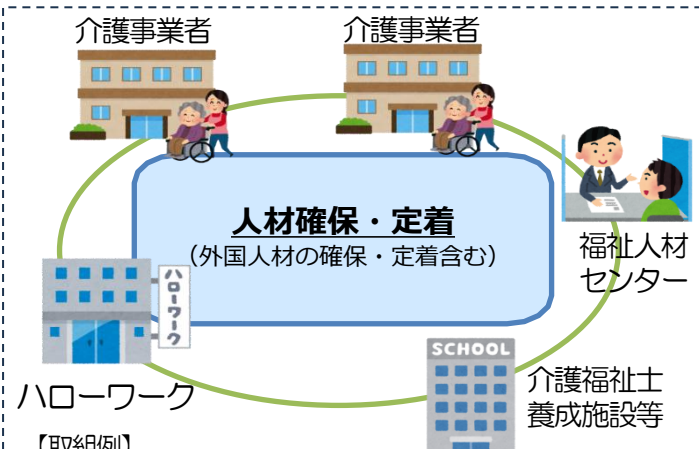 介護事業者
介護事業者
人材確保・定着
（外国人材の確保・定着含む）
福祉人材
センター
ハローワーク
ハローワーク
SCHOOL
介護福祉士
養成施設等
【取組例】